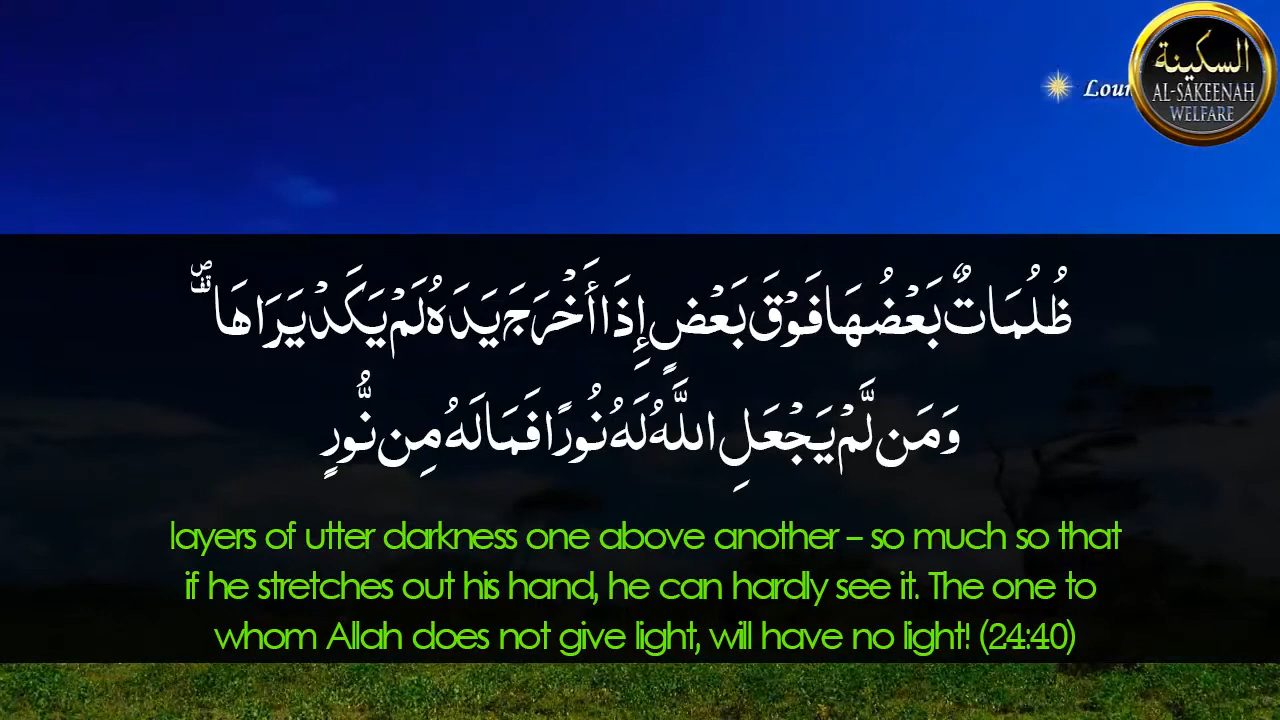 السكينة
AL-SAKEENAH
WELFARE
ظُلُمَاتٌ بَعْضُهَا فَوْقَ بَعْضٍ إِذَا أَخْرَجَ يَدَهُ لَمْ يَكَدْ يَرَاهَا ۗ
وَمَن لَّمْ يَجْعَلِ اللَّهُ لَهُ نُورًا فَمَا لَهُ مِن نُّورٍ
layers of utter darkness one above another – so much so that
if he stretches out his hand, he can hardly see it. The one to
whom Allah does not give light, will have no light! (24:40)